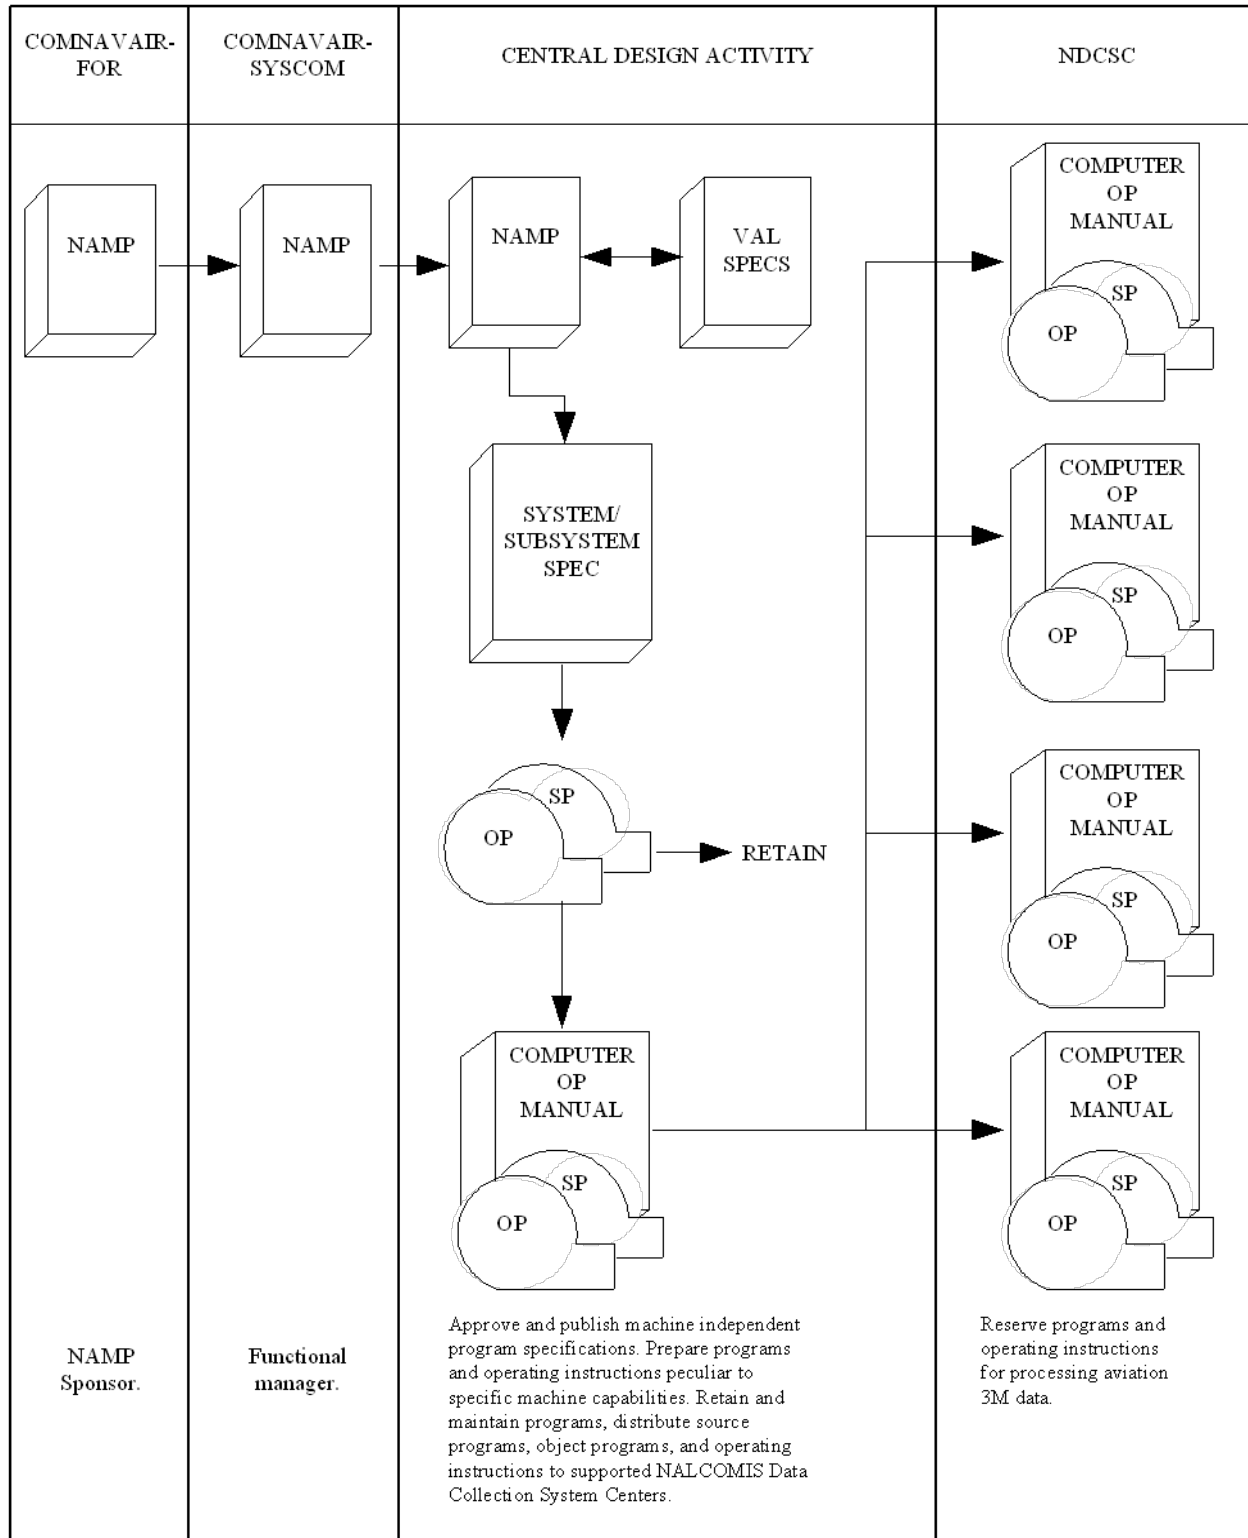 COMNAVAIR-
FOR
COMNAVAIR-
SYSCOM
CENTRAL DESIGN ACTIVITY
NDCSC
NAMP
NAMP
NAMP
VAL
SPECS
SYSTEM/
SUBSYSTEM
SPEC
SP
OP
RETAIN
COMPUTER
OP
MANUAL
SP
OP
COMPUTER
OP
MANUAL
SP
OP
COMPUTER
OP
MANUAL
SP
OP
COMPUTER
OP
MANUAL
SP
OP
COMPUTER
OP
MANUAL
SP
OP
NAMP
Sponsor.
Functional
manager.
Approve and publish machine independent
program specifications. Prepare programs
and operating instructions peculiar to
specific machine capabilities. Retain and
maintain programs, distribute source
programs, object programs, and operating
instructions to supported NALCOMIS Data
Collection System Centers.
Reserve programs and
operating instructions
for processing aviation
3M data.